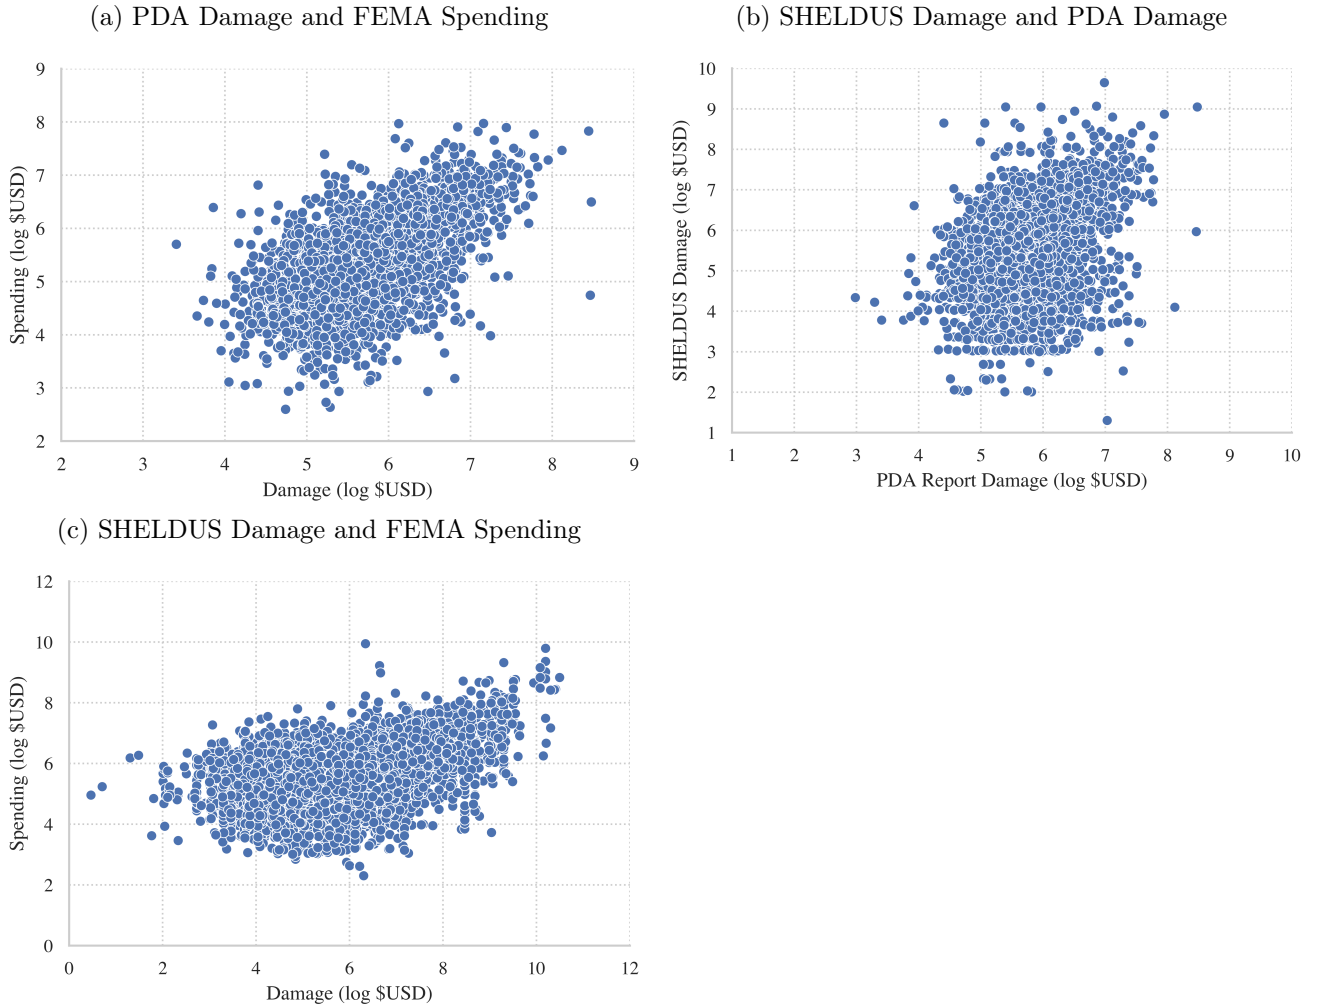 (a) PDA Damage and FEMA Spending
Spending (log $USD)
9
8
7
6
5
4
3
2
2 3 4 5 6 7 8 9
Damage (log $USD)
(b) SHELDUS Damage and PDA Damage
SHELDUS Damage (log $USD)
10
9
8
7
6
5
4
3
2
1
1 2 3 4 5 6 7 8 9 10
PDA Report Damage (log $USD)
(c) SHELDUS Damage and FEMA Spending
Spending (log $USD)
12
10
8
6
4
2
0
0 2 4 6 8 10 12
Damage (log $USD)